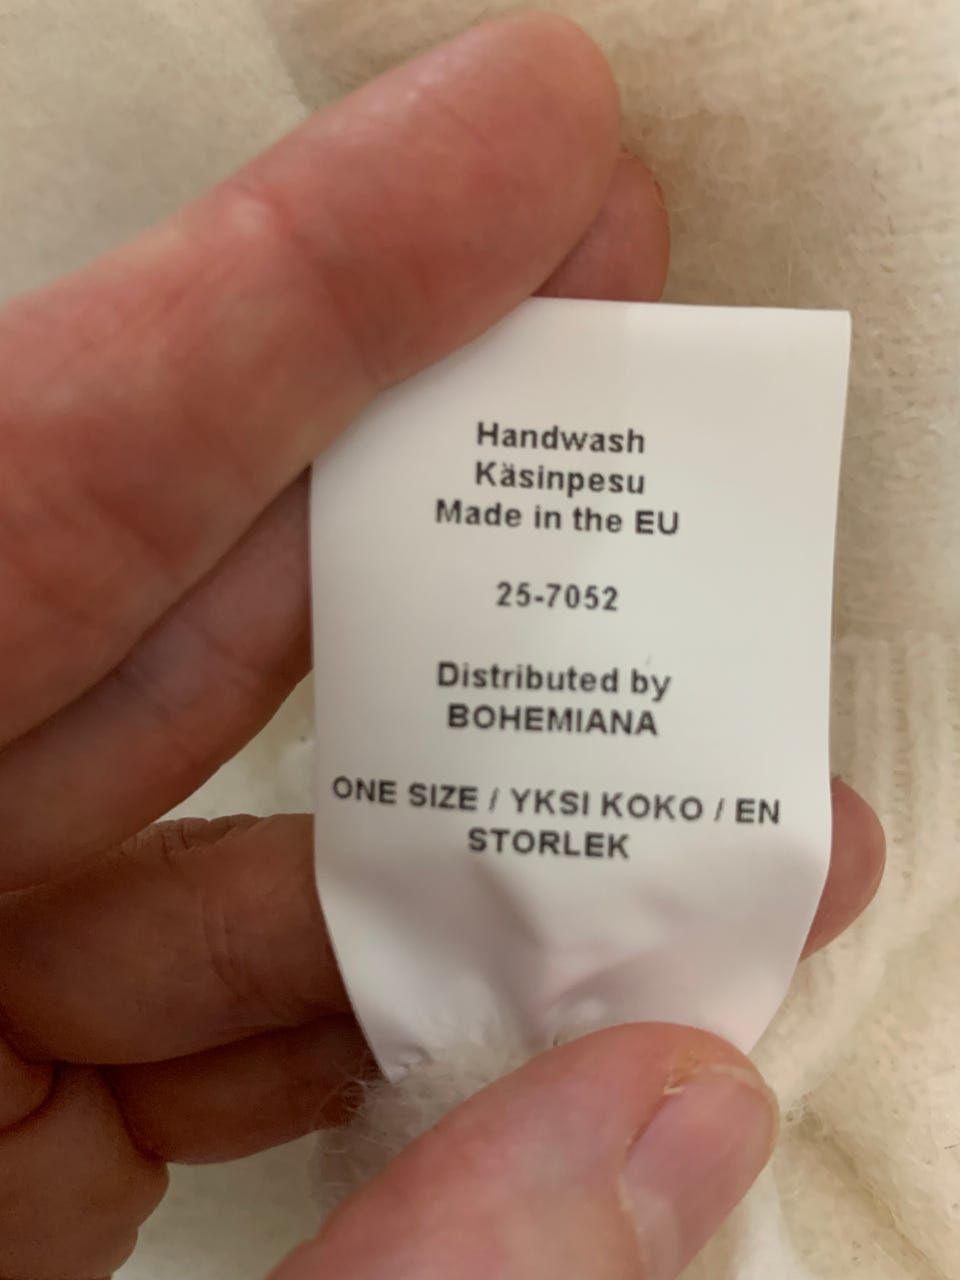 Handwash
Käsinpesu
Made in the EU
25-7052
Distributed by
BOHEMIANA
ONE SIZE / YKSI KOKO / EN
STORLEK